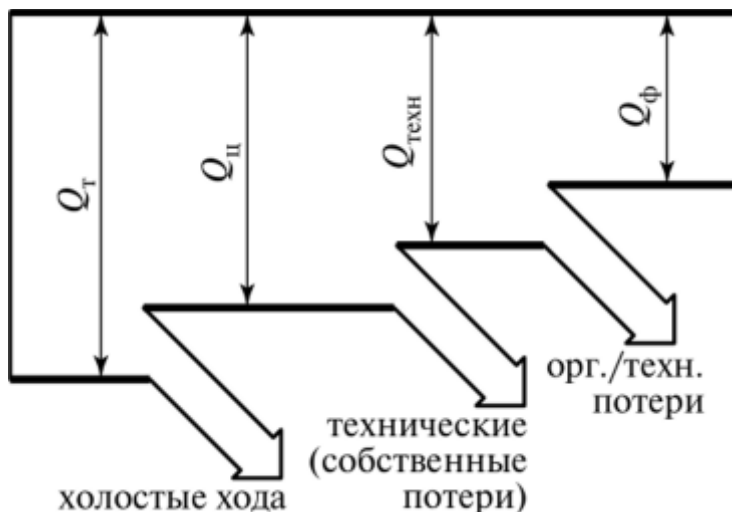 Qт
Qц
Qтехн
Qф
орг./техн.
потери
технические
(собственные
потери)
холостые хода